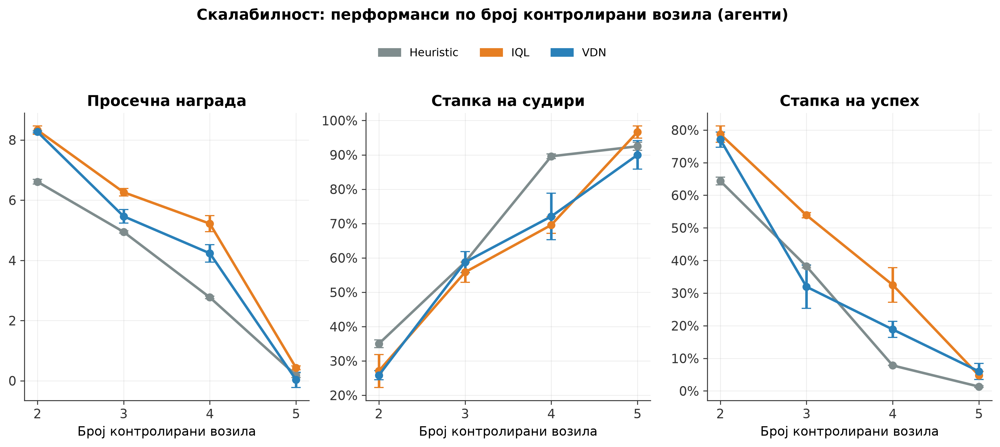 Скалабилност: перформанси по број контролирани возила (агенти)
Heuristic IQL VDN
Просечна награда
8
6
4
2
0
2 3 4 5
Број контролирани возила
Стапка на судири
100%
90%
80%
70%
60%
50%
40%
30%
20%
2 3 4 5
Број контролирани возила
Стапка на успех
80%
70%
60%
50%
40%
30%
20%
10%
0%
2 3 4 5
Број контролирани возила